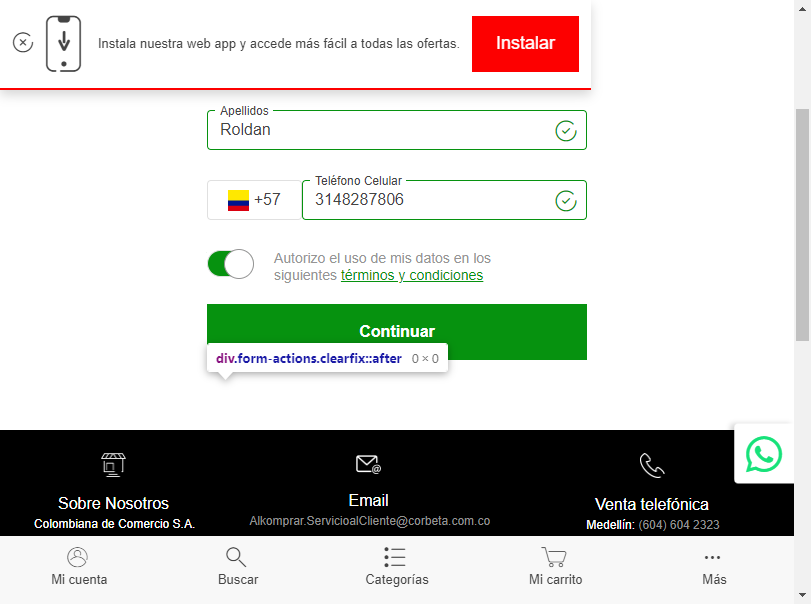 Instala nuestra web app y accede más fácil a todas las ofertas.
Instalar
Apellidos
Roldan
+57
Teléfono Celular
3148287806
Autorizo el uso de mis datos en los
siguientes términos y condiciones
Continuar
div.form-actions.clearfix::after 0 × 0
Sobre Nosotros
Colombiana de Comercio S.A.
Email
Alkomprar.ServicioalCliente@corbeta.com.co
Venta telefónica
Medellín: (604) 604 2323
Mi cuenta
Buscar
Categorías
Mi carrito
Más